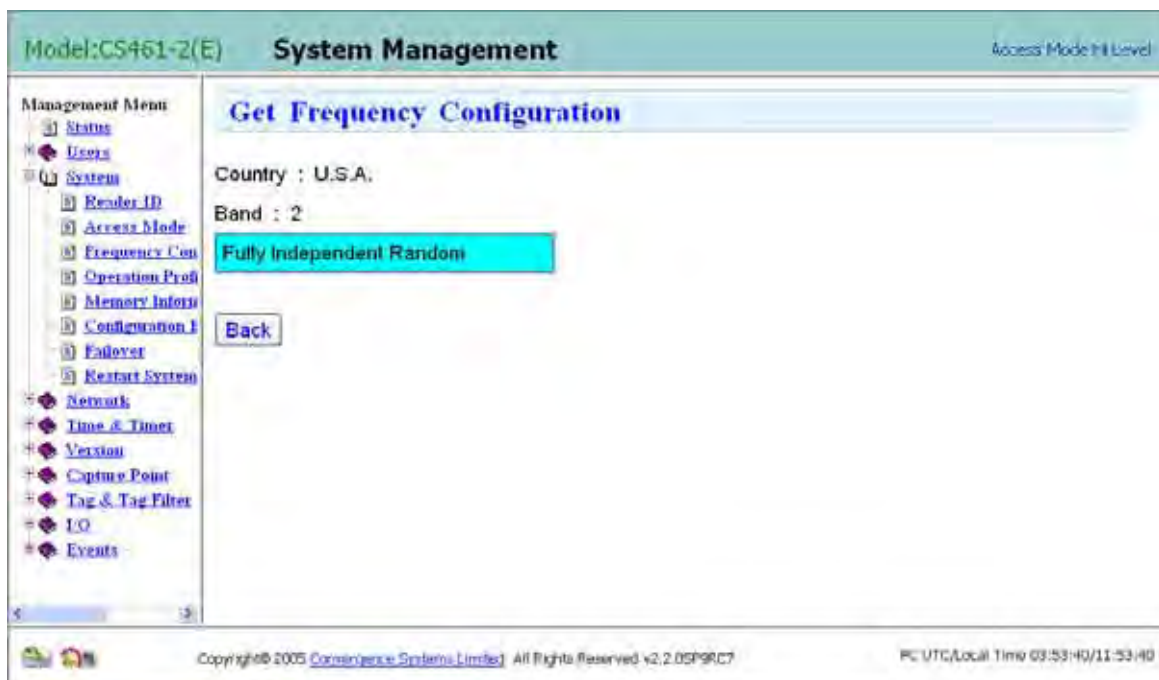 Model:CS461-2(E)
System Management
Access Mode Hi Level
Management Menu
Status
Users
System
Reader ID
Access Mode
Frequency Con
Operation Profi
Memory Inform
Configuration
Failover
Restart System
Network
Time & Timer
Version
Capture Point
Tag & Tag Filter
I/O
Events
Get Frequency Configuration
Country : U.S.A.
Band : 2
Fully Independent Random
Back
Copyright© 2005 Convergence Systems Limited. All Rights Reserved v2.2.0SP9RC7
PC UTC/Local Time 03:53:40/11:53:40